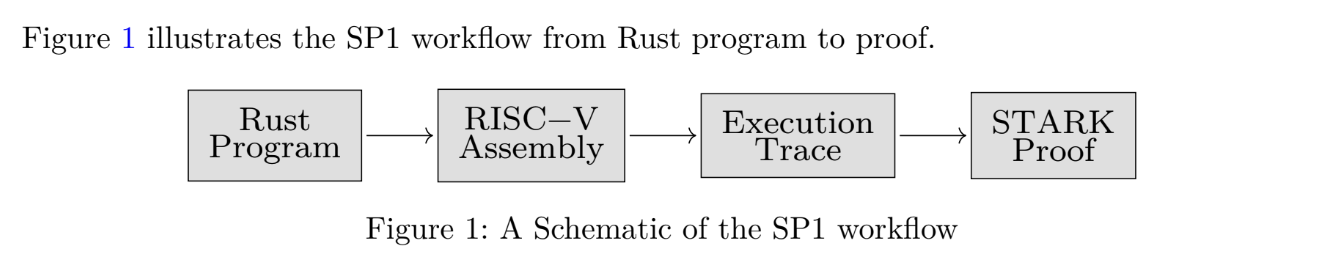 Figure 1 illustrates the SP1 workflow from Rust program to proof.
Rust
Program
RISC−V
Assembly
Execution
Trace
STARK
Proof
Figure 1: A Schematic of the SP1 workflow